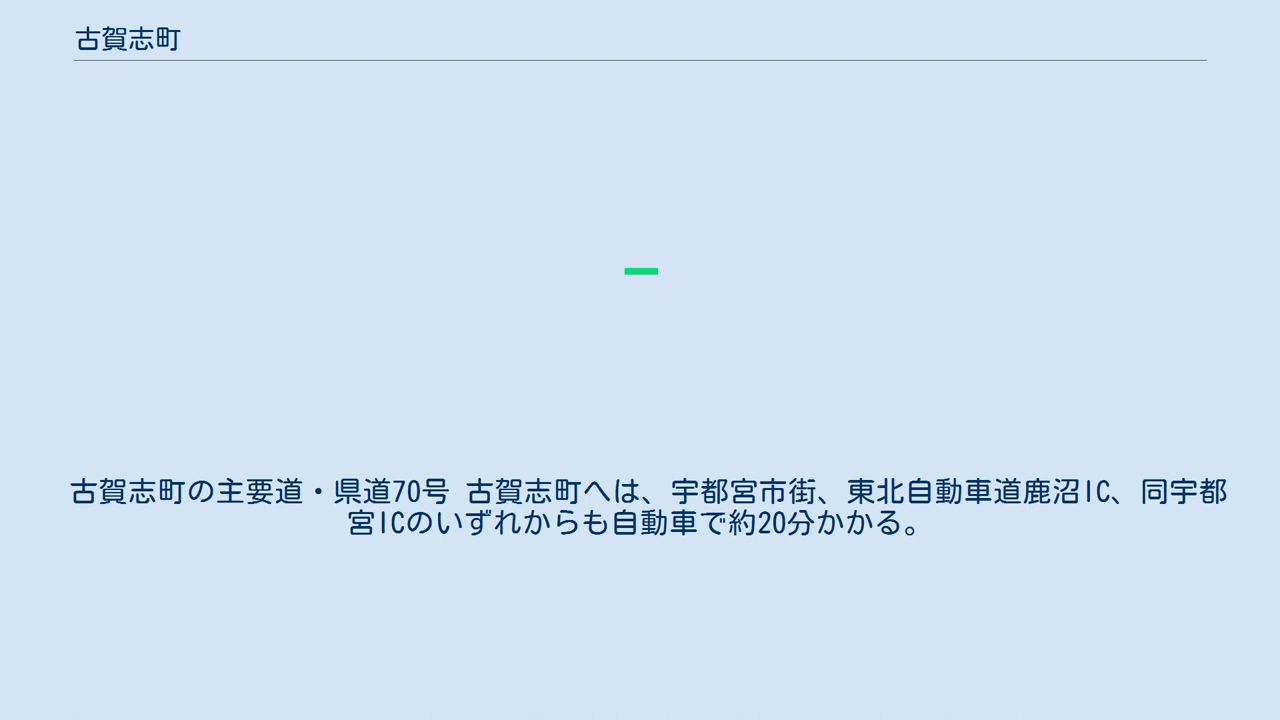 古賀志町
古賀志町の主要道・県道70号 古賀志町へは、宇都宮市街、東北自動車道鹿沼IC、同宇都
宮ICのいずれからも自動車で約20分かかる。